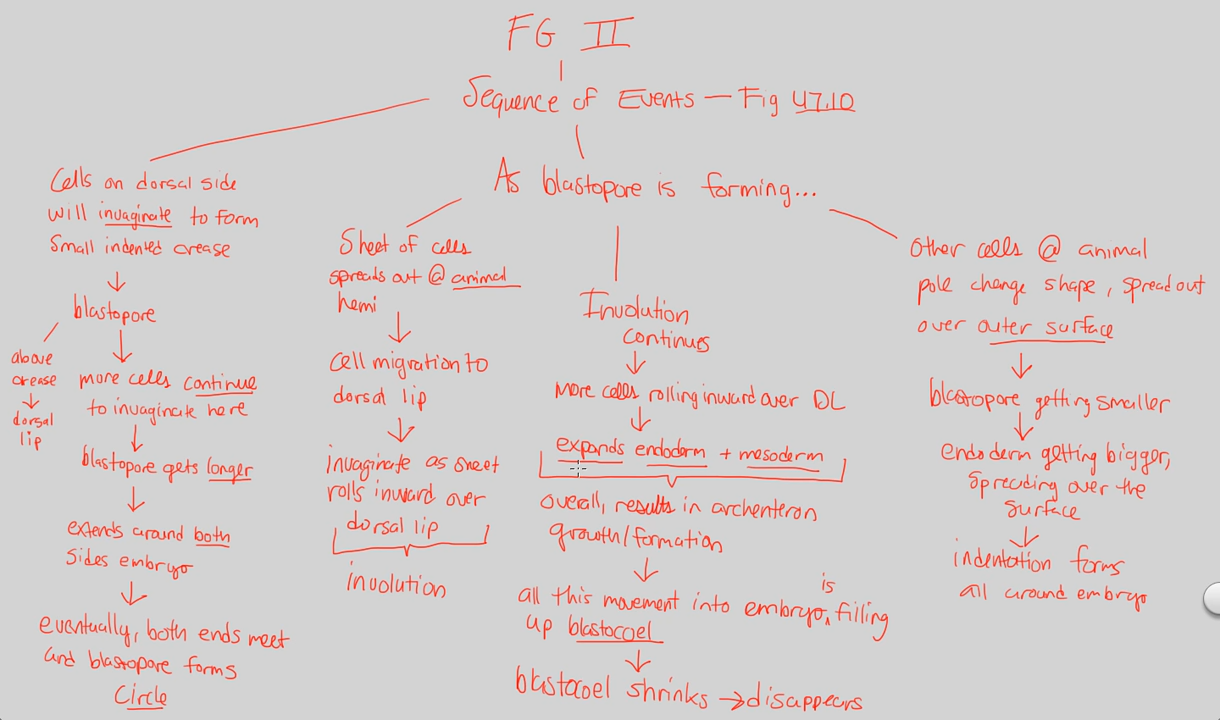 FG II
Sequence of Events — Fig 47.10
Cells on dorsal side
will invaginate to form
small indented crease
blastopore
above
crease
dorsal
lip
more cells continue
to invaginate here
blastopore gets longer
extends around both
sides embryo
eventually, both ends meet
and blastopore forms
circle
As blastopore is forming...
Sheet of cells
spreads out @ animal
hemi
cell migration to
dorsal lip
invaginate as sheet
rolls inward over
dorsal lip
involution
Involution
continues
More cells rolling inward over DL
expands endoderm + mesoderm
overall, results in archenteron
growth/formation
all this movement into embryo, is filling
up blastocoel
blastocoel shrinks → disappears
Other cells @ animal
pole change shape, spread out
over outer surface
blastopore getting smaller
endoderm getting bigger,
spreading over the
surface
indentation forms
all around embryo